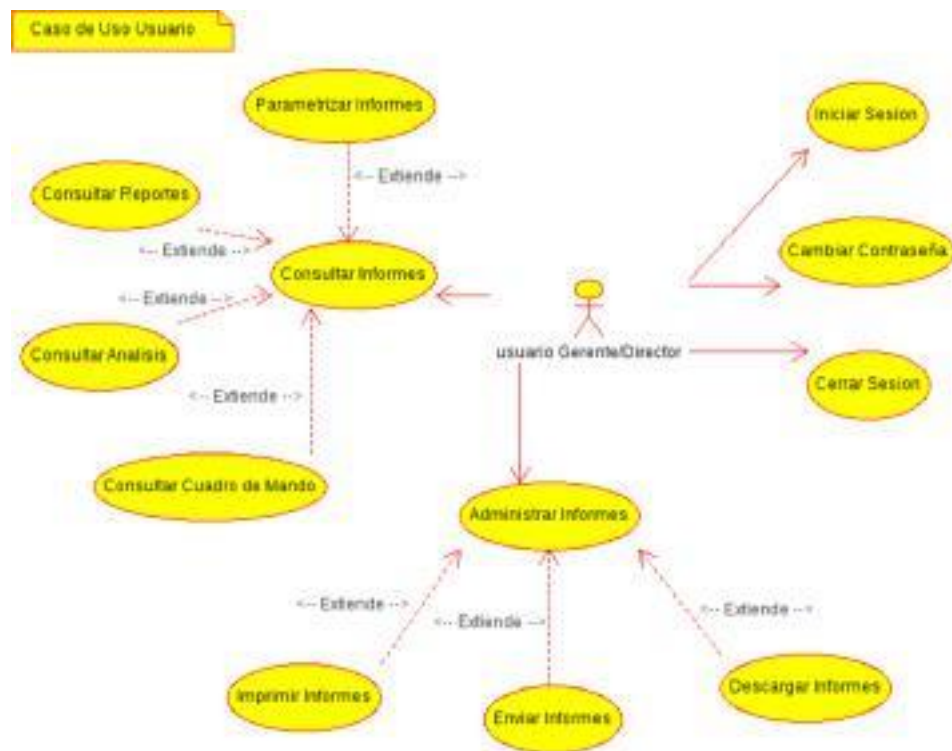 Caso de Uso Usuario
Parametrizar Informes
Iniciar Sesion
<-- Extiende -->
Consultar Reportes
<-- Extiende -->
Cambiar Contraseña
Consultar Informes
<-- Extiende -->
Consultar Analisis
usuario Gerente/Director
Cerrar Sesion
<-- Extiende -->
Consultar Cuadro de Mando
Administrar Informes
<-- Extiende -->
<-- Extiende -->
<-- Extiende -->
Imprimir Informes
Enviar Informes
Descargar Informes